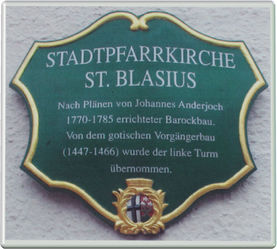 STADTPFARRKIRCHE
ST. BLASIUS
Nach Plänen von Johannes Anderjoch
1770-1785 errichteter Barockbau.
Von dem gotischen Vorgängerbau
(1447-1466) wurde der linke Turm
übernommen.